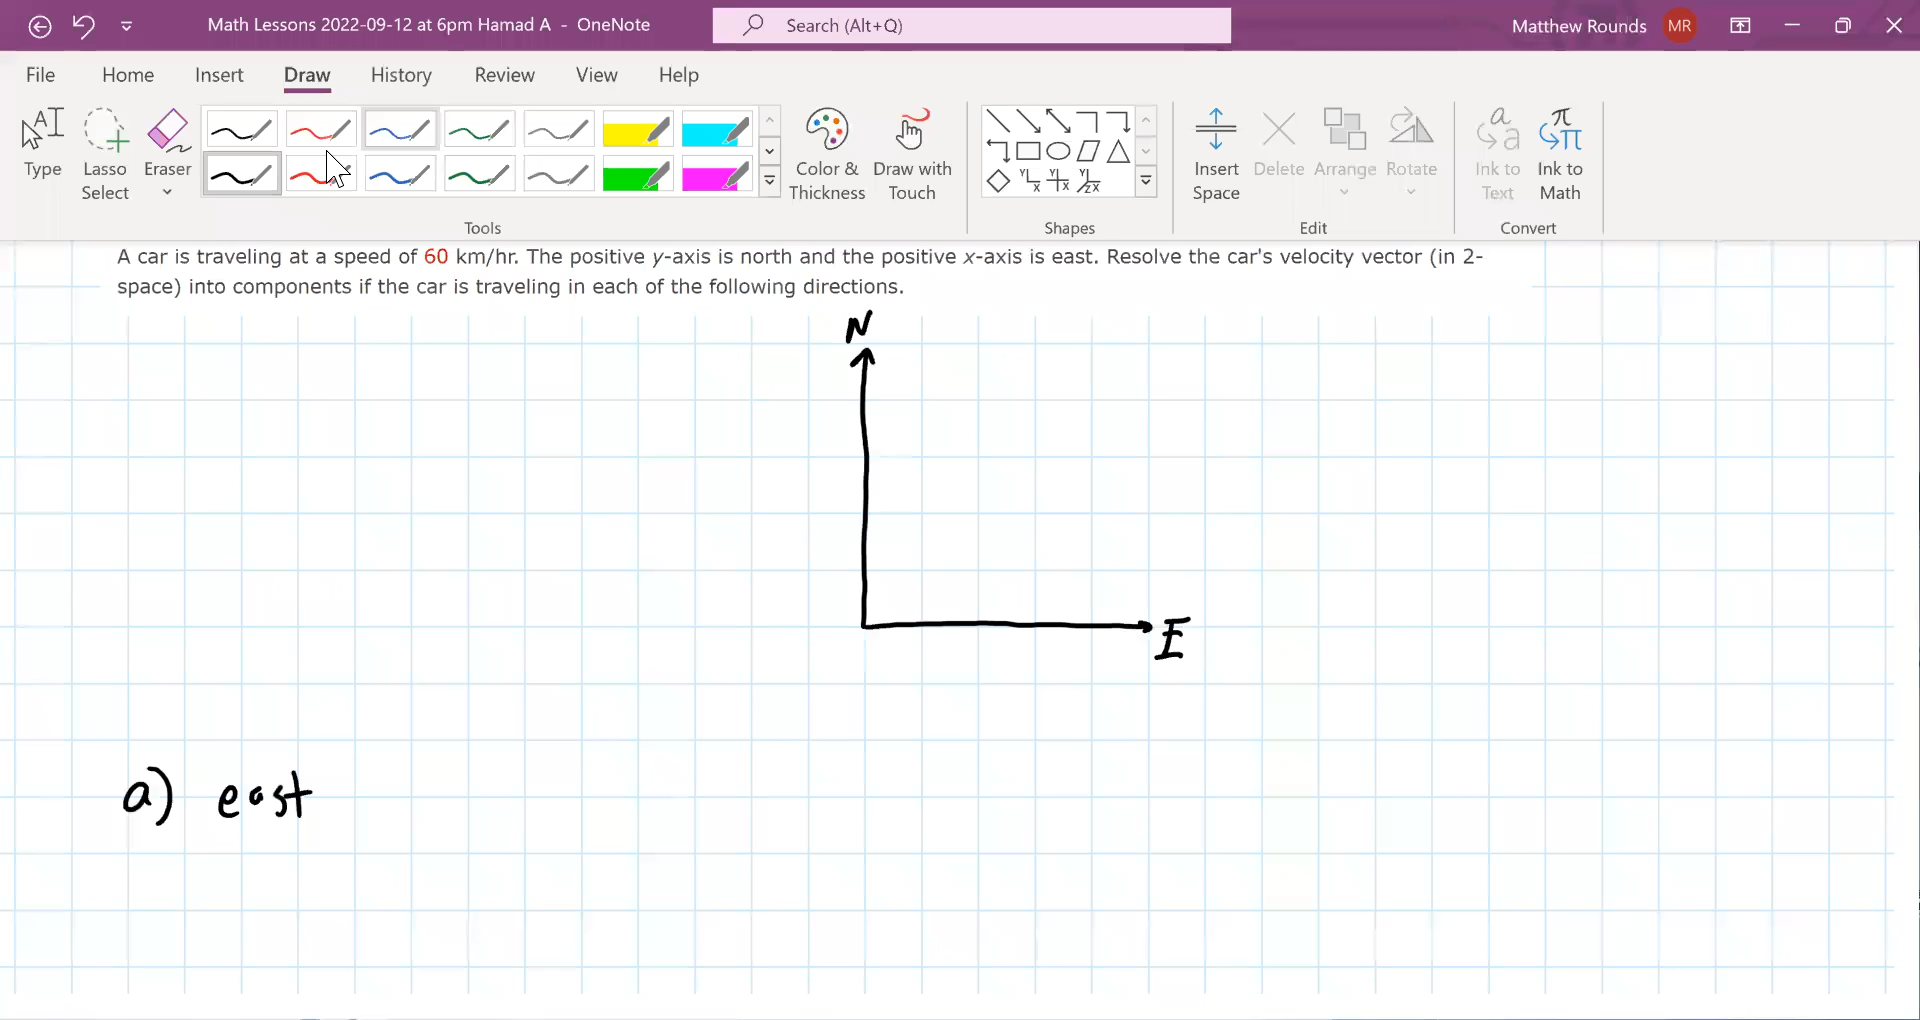 Math Lessons 2022-09-12 at 6pm Hamad A - OneNote
Search (Alt+Q)
Matthew Rounds
MR
File Home Insert Draw History Review View Help
Type
Lasso Select
Eraser
Color & Thickness
Draw with Touch
Insert Space
Delete
Arrange
Rotate
Ink to Text
Ink to Math
Tools
Shapes
Edit
Convert
A car is traveling at a speed of 60 km/hr. The positive y-axis is north and the positive x-axis is east. Resolve the car's velocity vector (in 2-
space) into components if the car is traveling in each of the following directions.
N
E
a) east